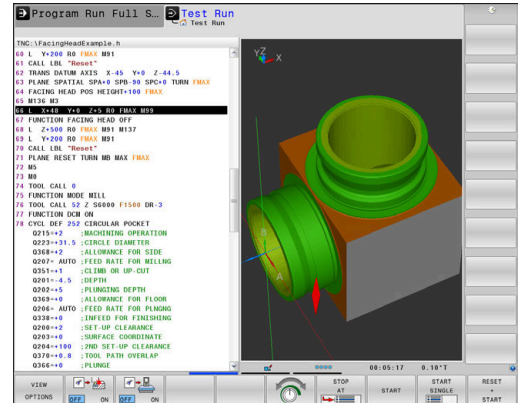 Program Run Full S...
Test Run
Test Run
TNC:\FacingHeadExample.h
60 L Y+200 R0 FMAX M91
61 CALL LBL "Reset"
62 TRANS DATUM AXIS X-45 Y+0 Z-44.5
63 PLANE SPATIAL SPA+0 SPB-90 SPC+0 TURN FMAX
64 FACING HEAD POS HEIGHT+100 FMAX
65 M136 M3
66 L X+48 Y+0 Z+5 R0 FMAX M99
67 FUNCTION FACING HEAD OFF
68 L Z+500 R0 FMAX M91 M137
69 L Y+200 R0 FMAX M91
70 CALL LBL "Reset"
71 PLANE RESET TURN MB MAX FMAX
72 M5
73 M0
74 TOOL CALL 0
75 FUNCTION MODE MILL
76 TOOL CALL 52 Z S6000 F1500 DR-3
77 FUNCTION DCM ON
78 CYCL DEF 252 CIRCULAR POCKET
Q215=+2 ;MACHINING OPERATION
Q223=+31.5 ;CIRCLE DIAMETER
Q368=+2 ;ALLOWANCE FOR SIDE
Q207= AUTO ;FEED RATE FOR MILLNG
Q351=+1 ;CLIMB OR UP-CUT
Q201=-4.5 ;DEPTH
Q202=+5 ;PLUNGING DEPTH
Q369=+0 ;ALLOWANCE FOR FLOOR
Q206= AUTO ;FEED RATE FOR PLNGNG
Q338=+0 ;INFEED FOR FINISHING
Q200=+2 ;SET-UP CLEARANCE
Q203=+0 ;SURFACE COORDINATE
Q204=+100 ;2ND SET-UP CLEARANCE
Q370=+0.8 ;TOOL PATH OVERLAP
Q366=+0 ;PLUNGE
YZ X
A
00:05:17 0.10*T
VIEW OPTIONS
OFF ON
OFF ON
STOP AT
START
START SINGLE
RESET + START